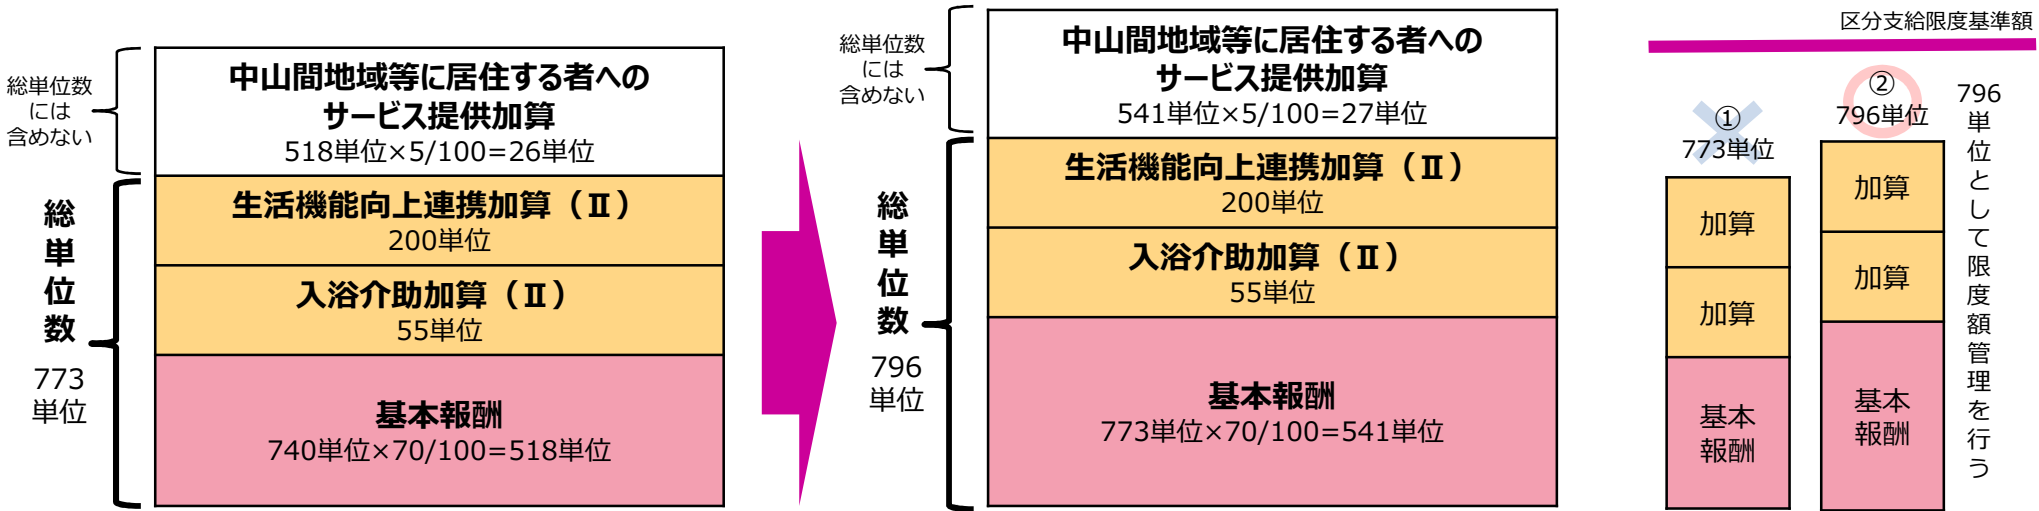 総単位数
には
含めない
中山間地域等に居住する者への
サービス提供加算
518単位×5/100=26単位
生活機能向上連携加算（Ⅱ）
200単位
入浴介助加算（Ⅱ）
55単位
基本報酬
740単位×70/100=518単位
総単位数
773
単位
総単位数
には
含めない
中山間地域等に居住する者への
サービス提供加算
541単位×5/100=27単位
生活機能向上連携加算（Ⅱ）
200単位
入浴介助加算（Ⅱ）
55単位
基本報酬
773単位×70/100=541単位
総単位数
796
単位
区分支給限度基準額
①
773単位
加算
加算
基本
報酬
②
796単位
加算
加算
基本
報酬
796単位として限度額管理を行う